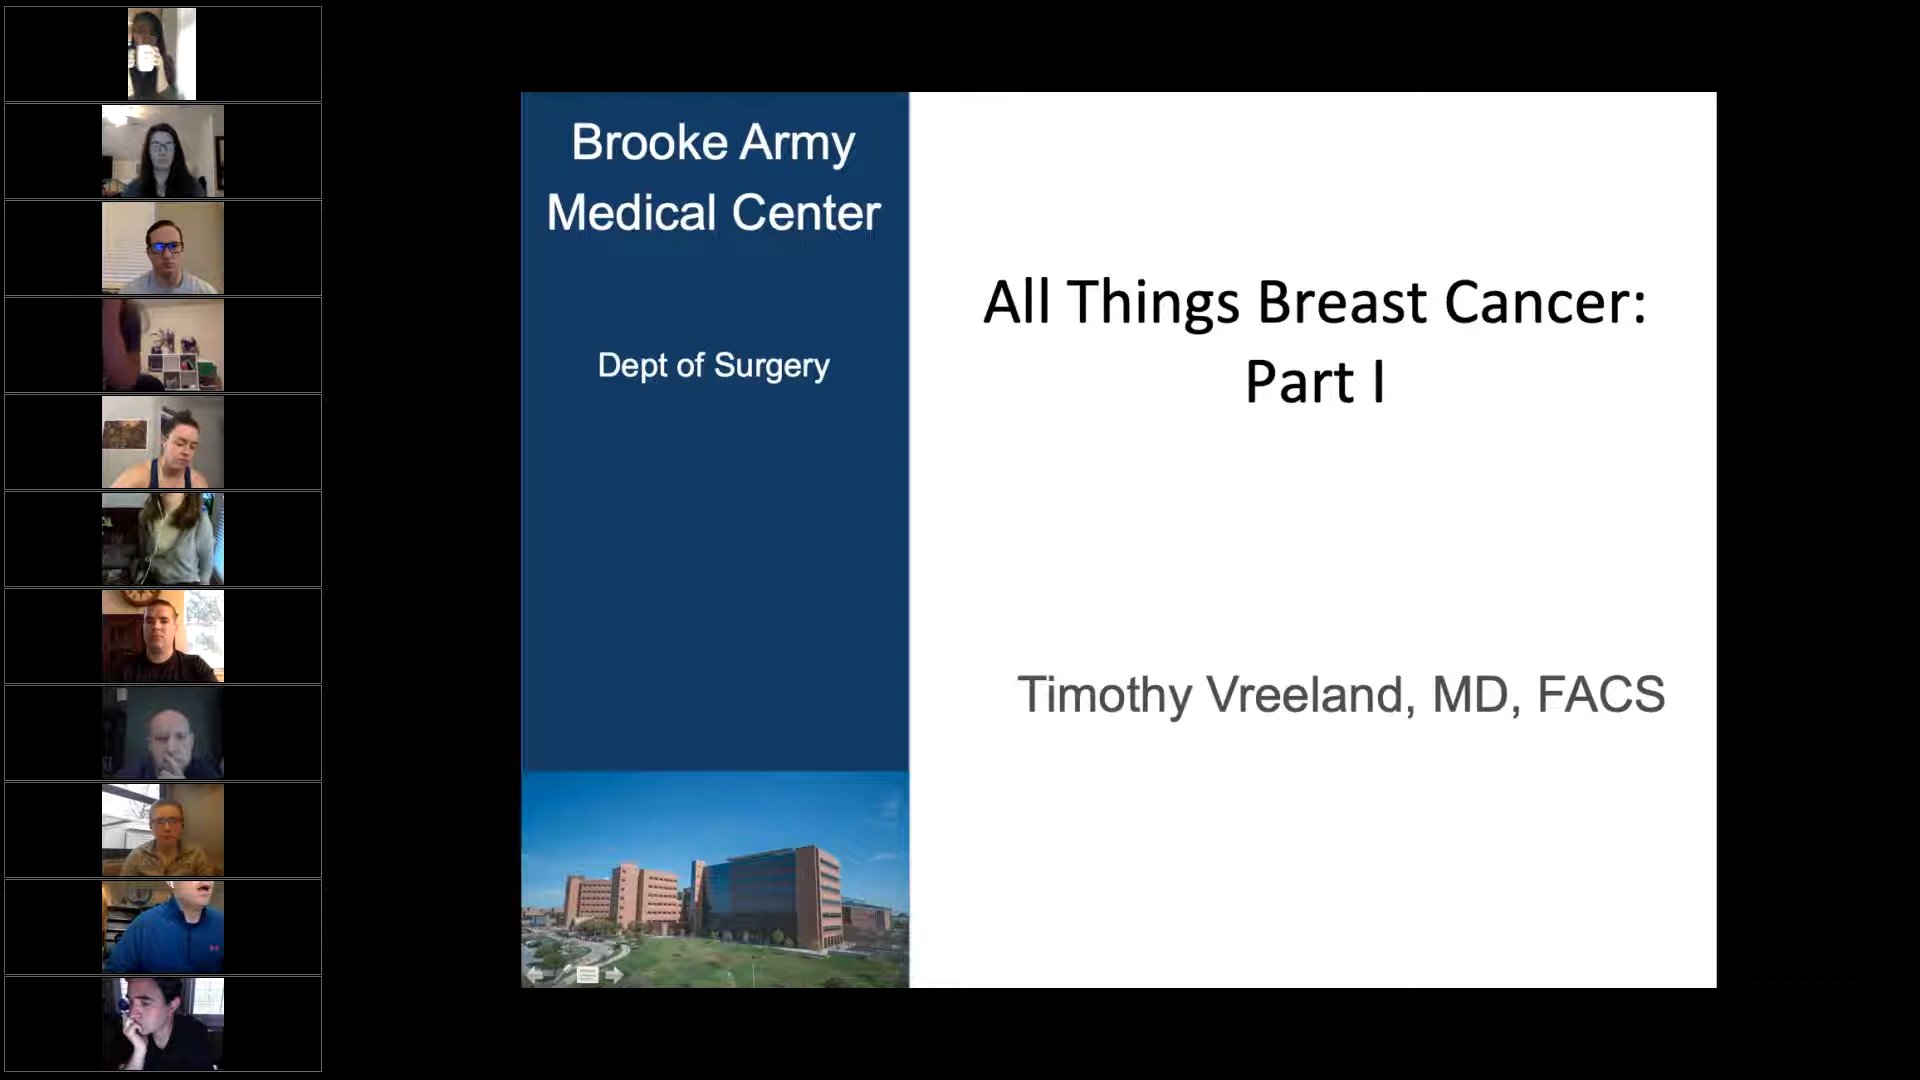 Brooke Army
Medical Center
Dept of Surgery
All Things Breast Cancer:
Part I
Timothy Vreeland, MD, FACS